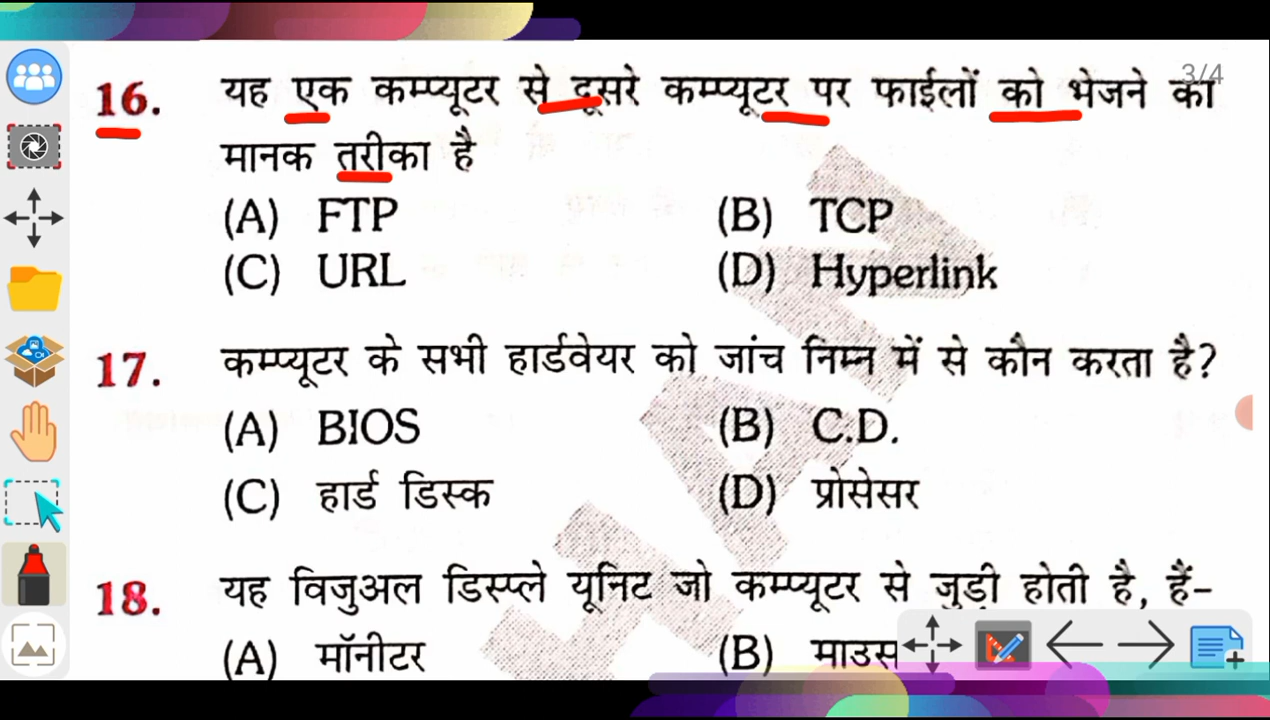 3/4
16. यह एक कम्प्यूटर से दूसरे कम्प्यूटर पर फाईलों को भेजने का
मानक तरीका है
(A) FTP (B) TCP
(C) URL (D) Hyperlink
17. कम्प्यूटर के सभी हार्डवेयर को जांच निम्न में से कौन करता है?
(A) BIOS (B) C.D.
(C) हार्ड डिस्क (D) प्रोसेसर
18. यह विजुअल डिस्प्ले यूनिट जो कम्प्यूटर से जुड़ी होती है, हैं-
(A) मॉनीटर (B) माउस